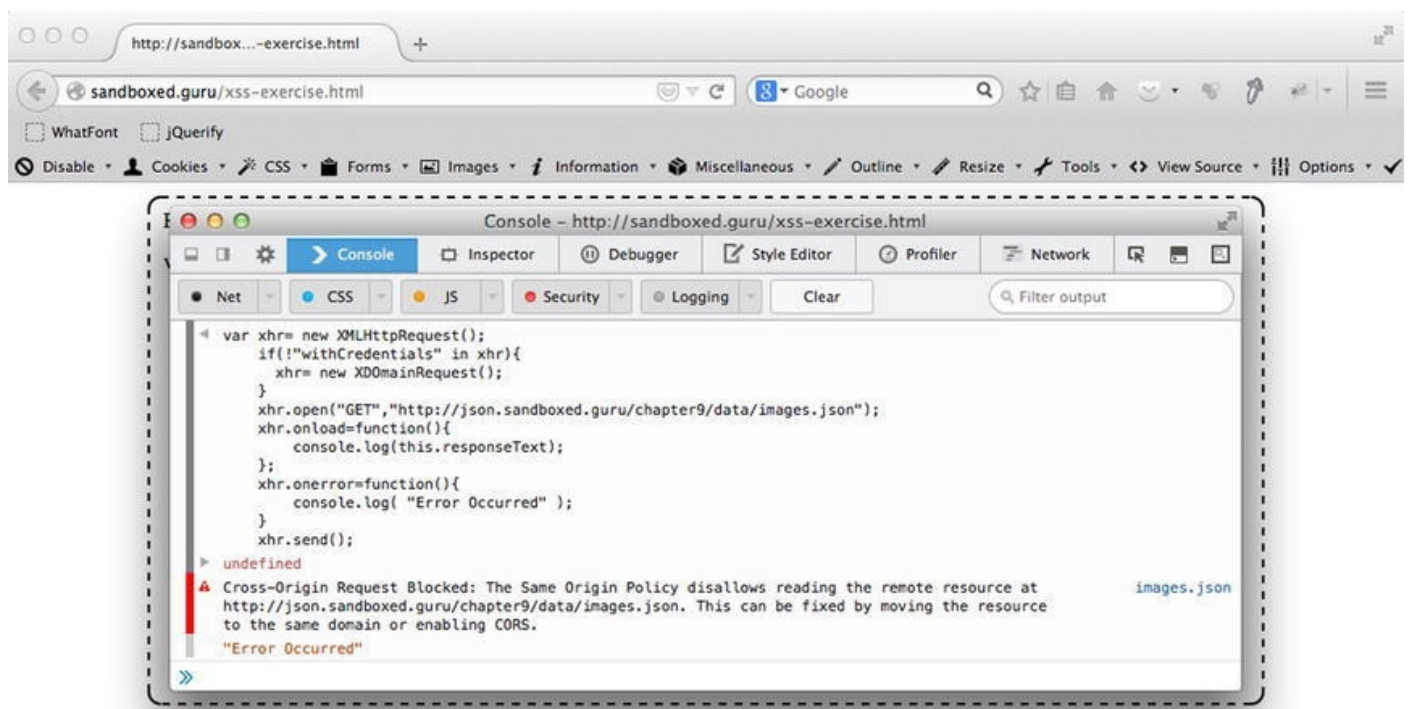 http://sandbox...-exercise.html
sandboxed.guru/xss-exercise.html
8 Google
WhatFont jQuerify
Disable Cookies CSS Forms Images Information Miscellaneous Outline Resize Tools View Source Options
Console - http://sandboxed.guru/xss-exercise.html
Console Inspector Debugger Style Editor Profiler Network
Net CSS JS Security Logging Clear Filter output
var xhr= new XMLHttpRequest();
if(!"withCredentials" in xhr){
xhr= new XDOmainRequest();
}
xhr.open("GET","http://json.sandboxed.guru/chapter9/data/images.json");
xhr.onload=function(){
console.log(this.responseText);
};
xhr.onerror=function(){
console.log( "Error Occurred" );
}
xhr.send();
undefined
Cross-Origin Request Blocked: The Same Origin Policy disallows reading the remote resource at images.json
http://json.sandboxed.guru/chapter9/data/images.json. This can be fixed by moving the resource
to the same domain or enabling CORS.
"Error Occurred"